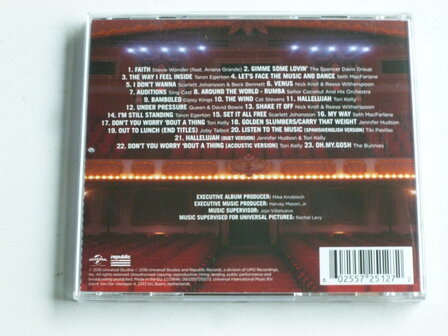 1. FAITH Stevie Wonder (feat. Ariana Grande) 2. GIMME SOME LOVIN' The Spencer Davis Group
3. THE WAY I FEEL INSIDE Taron Egerton 4. LET'S FACE THE MUSIC AND DANCE Seth MacFarlane
5. I DON'T WANNA Scarlett Johansson & Beck Bennett 6. VENUS Nick Kroll & Reese Witherspoon
7. AUDITIONS Sing Cast 8. AROUND THE WORLD - RUMBA Señor Coconut And His Orchestra
9. BAMBOLEO Gipsy Kings 10. THE WIND Cat Stevens 11. HALLELUJAH Tori Kelly
12. UNDER PRESSURE Queen & David Bowie 13. SHAKE IT OFF Nick Kroll & Reese Witherspoon
14. I'M STILL STANDING Taron Egerton 15. SET IT ALL FREE Scarlett Johansson 16. MY WAY Seth MacFarlane
17. DON'T YOU WORRY 'BOUT A THING Tori Kelly 18. GOLDEN SLUMBERS/CARRY THAT WEIGHT Jennifer Hudson
19. OUT TO LUNCH (END TITLES) Joby Talbot 20. LISTEN TO THE MUSIC (SPANISH/ENGLISH VERSION) Tiki Pasillas
21. HALLELUJAH (DUET VERSION) Jennifer Hudson & Tori Kelly
22. DON'T YOU WORRY 'BOUT A THING (ACOUSTIC VERSION) Tori Kelly 23. OH.MY.GOSH The Bunnies
EXECUTIVE ALBUM PRODUCER: Mike Knobloch
EXECUTIVE MUSIC PRODUCER: Harvey Mason, Jr.
MUSIC SUPERVISOR: Jojo Villanueva
MUSIC SUPERVISED FOR UNIVERSAL PICTURES: Rachel Levy
UNIVERSAL
republic
6 02557 25127 2